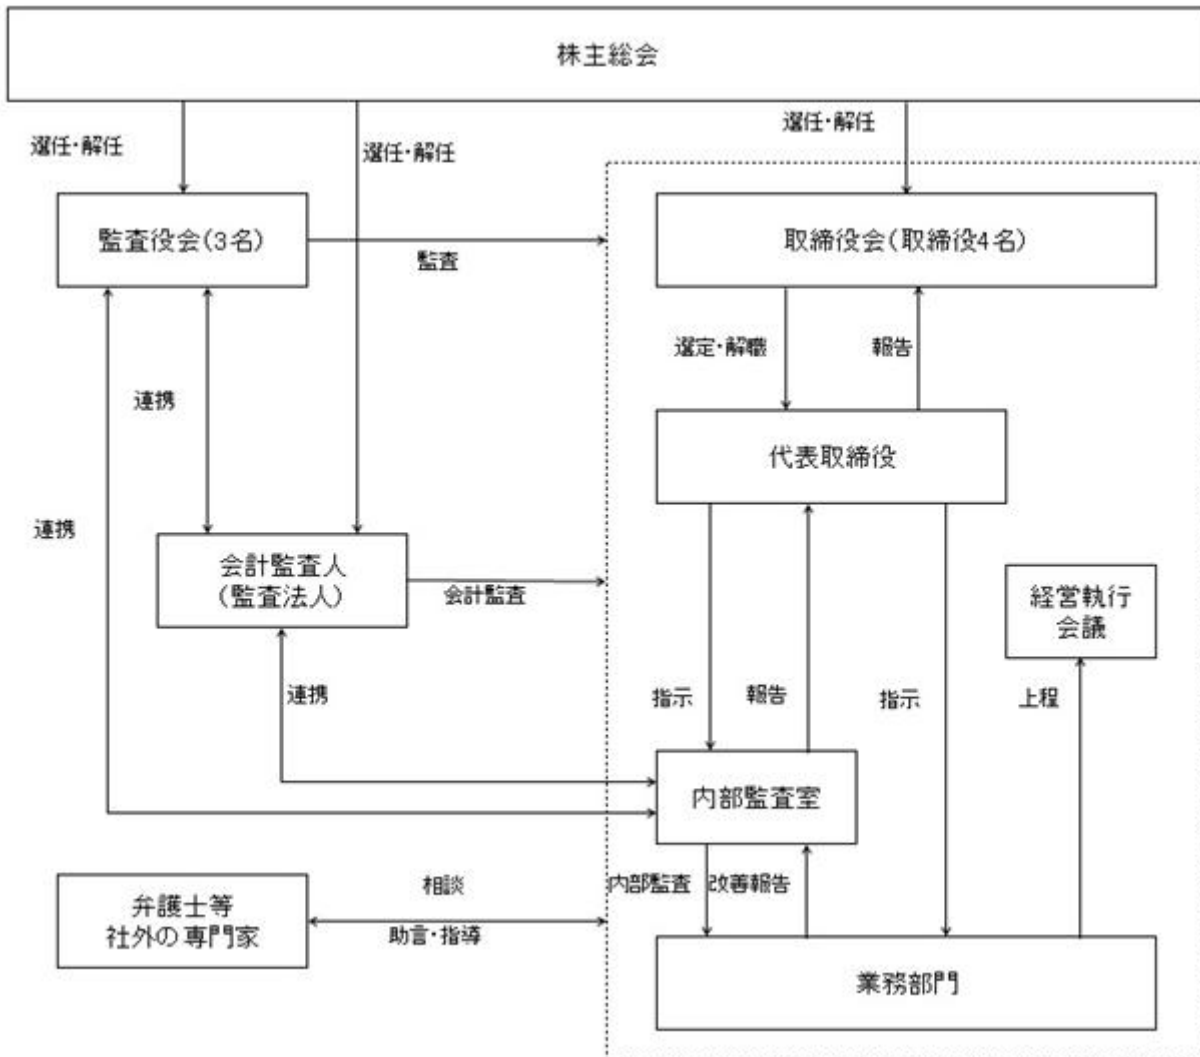 株主総会
選任・解任
選任・解任
選任・解任
監査役会(3名)
監査
取締役会(取締役4名)
選定・解職
報告
連携
代表取締役
連携
会計監査人
(監査法人)
会計監査
経営執行
会議
連携
指示
報告
指示
上程
内部監査室
内部監査
改善報告
弁護士等
社外の専門家
相談
助言・指導
業務部門